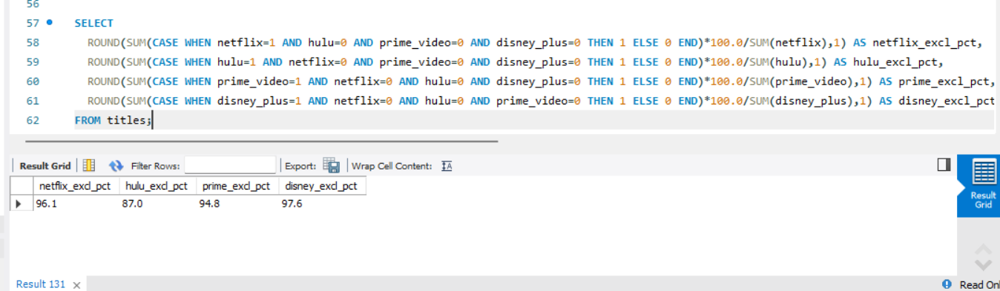 56
57 SELECT
58 ROUND(SUM(CASE WHEN netflix=1 AND hulu=0 AND prime_video=0 AND disney_plus=0 THEN 1 ELSE 0 END)*100.0/SUM(netflix),1) AS netflix_excl_pct,
59 ROUND(SUM(CASE WHEN hulu=1 AND netflix=0 AND prime_video=0 AND disney_plus=0 THEN 1 ELSE 0 END)*100.0/SUM(hulu),1) AS hulu_excl_pct,
60 ROUND(SUM(CASE WHEN prime_video=1 AND netflix=0 AND hulu=0 AND disney_plus=0 THEN 1 ELSE 0 END)*100.0/SUM(prime_video),1) AS prime_excl_pct,
61 ROUND(SUM(CASE WHEN disney_plus=1 AND netflix=0 AND hulu=0 AND prime_video=0 THEN 1 ELSE 0 END)*100.0/SUM(disney_plus),1) AS disney_excl_pct
62 FROM titles;
Result Grid Filter Rows: Export: Wrap Cell Content: IA
netflix_excl_pct hulu_excl_pct prime_excl_pct disney_excl_pct
96.1 87.0 94.8 97.6
Result
Grid
Result 131 × Read Onl